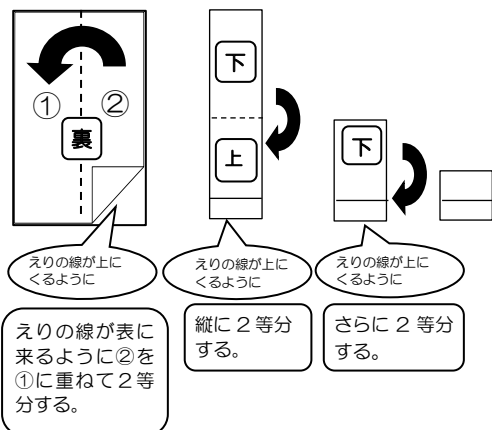 ①
②
裏
えりの線が上に
くるように
えりの線が表に
来るように②を
①に重ねて２等
分する。
下
上
えりの線が上に
くるように
縦に２等分
する。
下
えりの線が上に
くるように
さらに２等分
する。